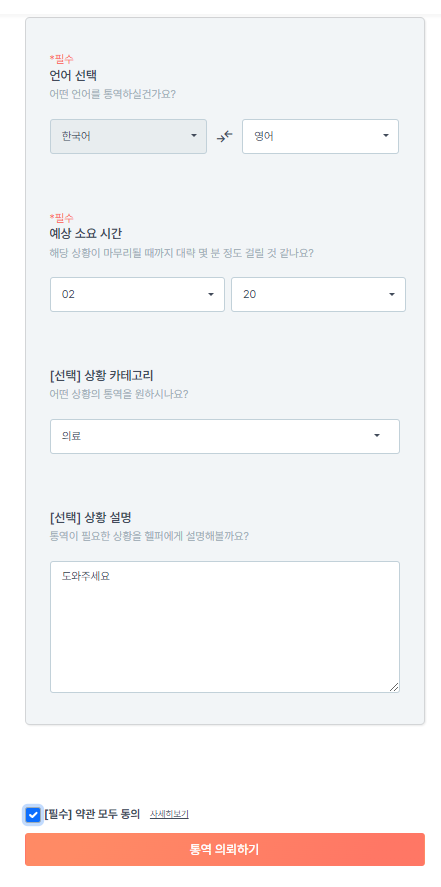 *필수
언어 선택
어떤 언어를 통역하실건가요?
한국어 영어
*필수
예상 소요 시간
해당 상황이 마무리될 때까지 대략 몇 분 정도 걸릴 것 같나요?
02 20
[선택] 상황 카테고리
어떤 상황의 통역을 원하시나요?
의료
[선택] 상황 설명
통역이 필요한 상황을 헬퍼에게 설명해볼까요?
도와주세요
[필수] 약관 모두 동의 자세히보기
통역 의뢰하기